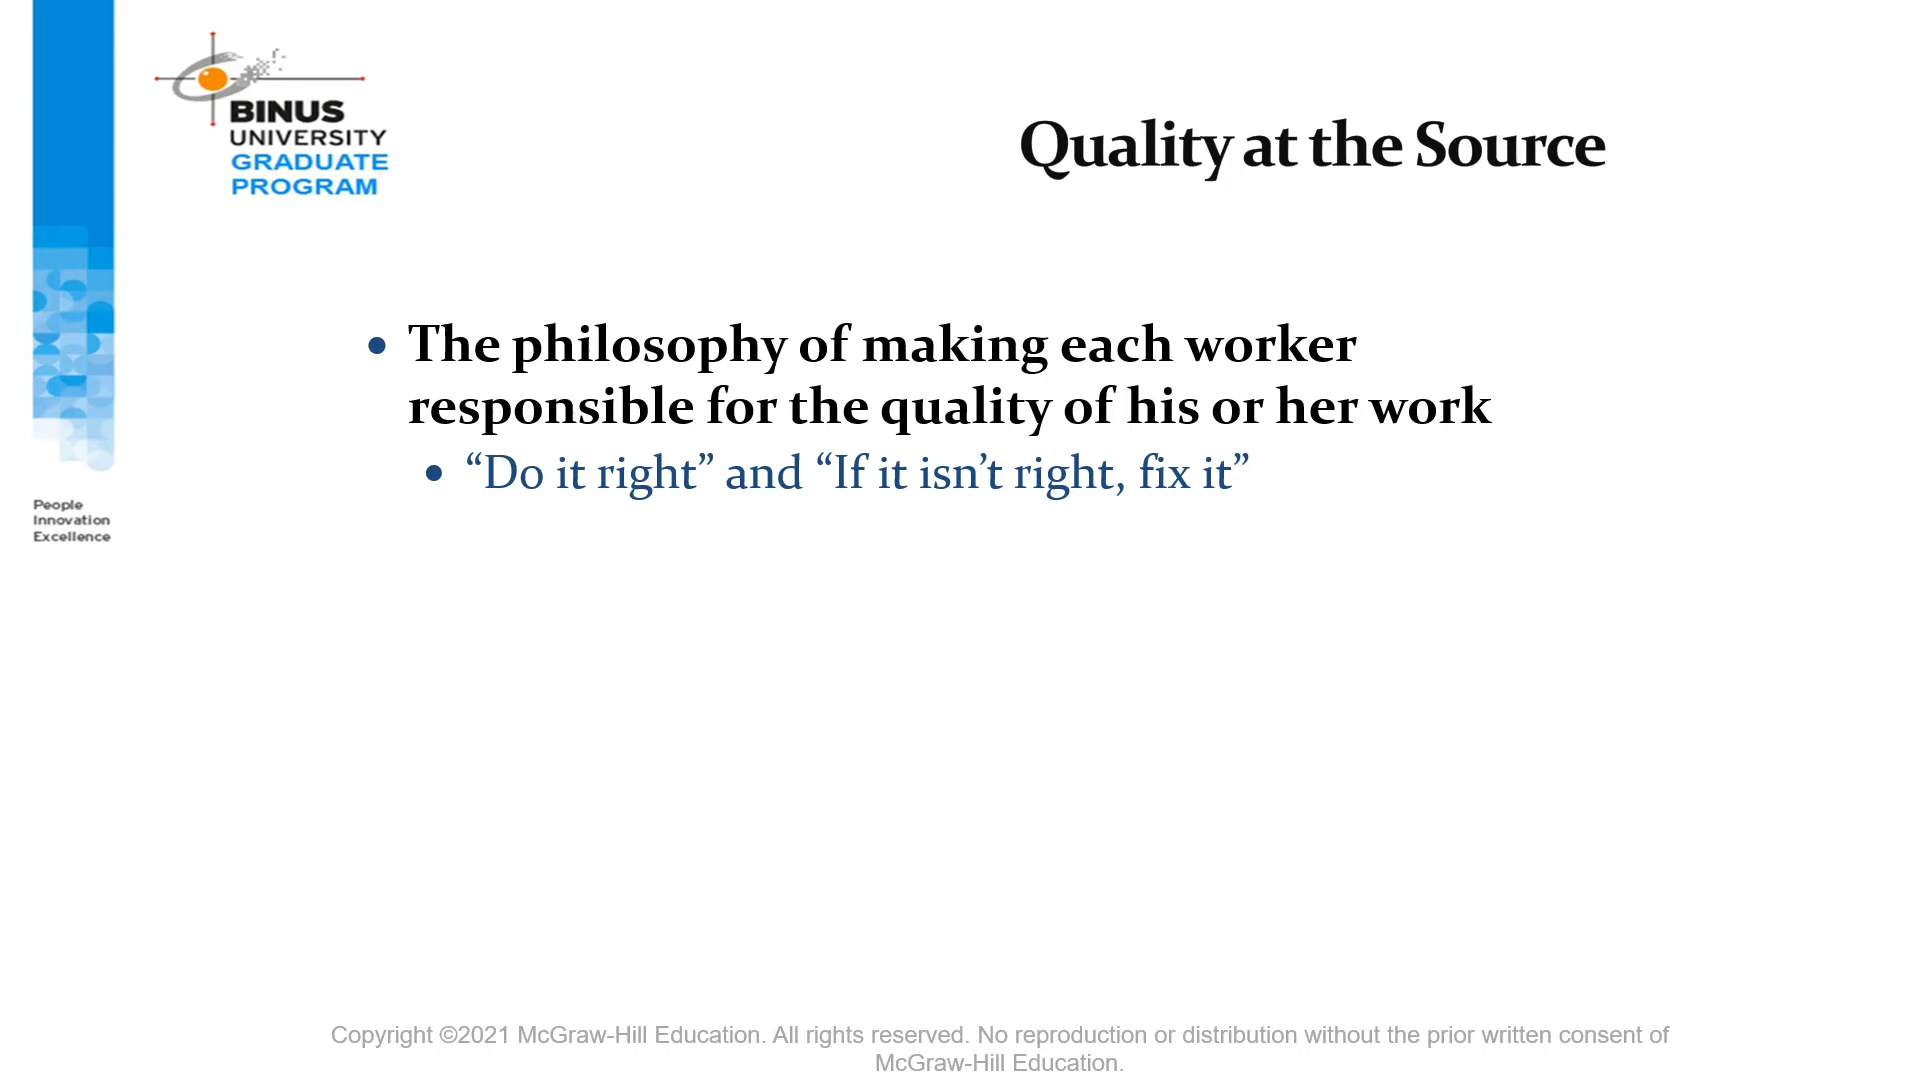 BINUS
UNIVERSITY
GRADUATE
PROGRAM
Quality at the Source
• The philosophy of making each worker
responsible for the quality of his or her work
• “Do it right” and “If it isn’t right, fix it”
People
Innovation
Excellence
Copyright ©2021 McGraw-Hill Education. All rights reserved. No reproduction or distribution without the prior written consent of
McGraw-Hill Education.